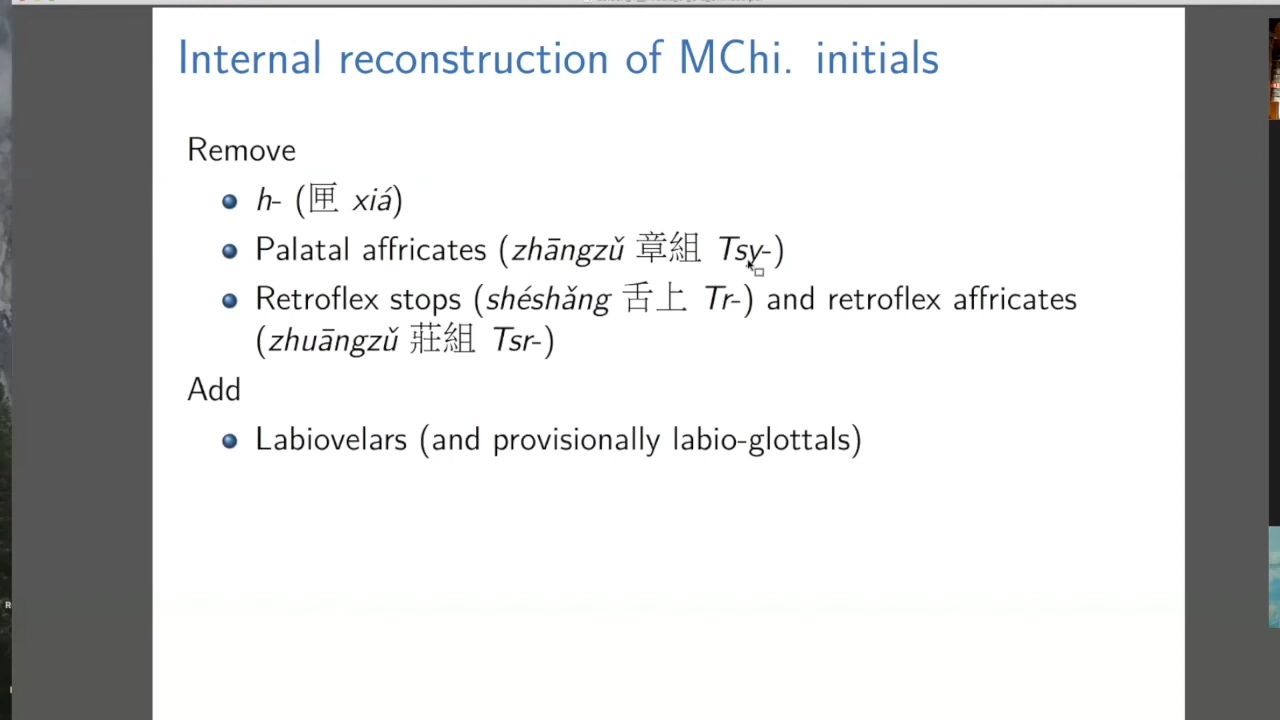 Internal reconstruction of MChi. initials
Remove
h- (匣 xiá)
Palatal affricates (zhāngzǔ 章組 Tsy-)
Retroflex stops (shéshǎng 舌上 Tr-) and retroflex affricates
(zhuāngzǔ 莊組 Tsr-)
Add
Labiovelars (and provisionally labio-glottals)
R